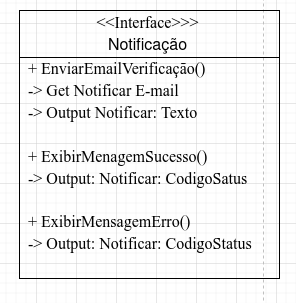 <<Interface>>>
Notificação
+ EnviarEmailVerificação()
-> Get Notificar E-mail
-> Output Notificar: Texto
+ ExibirMenagemSucesso()
-> Output: Notificar: CodigoSatus
+ ExibirMensagemErro()
-> Output: Notificar: CodigoStatus